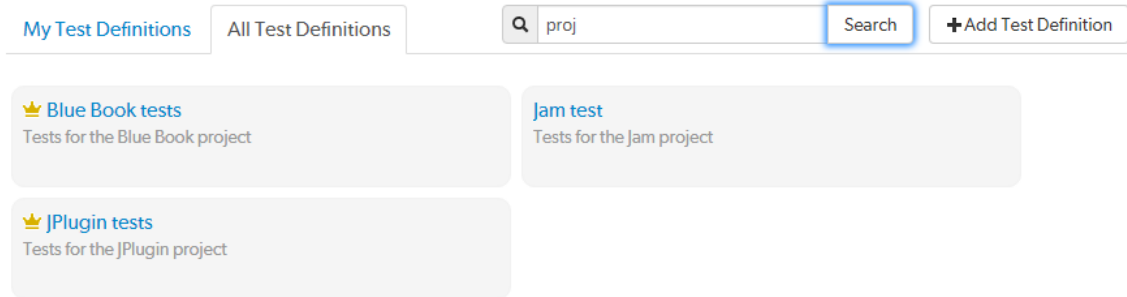 My Test Definitions
All Test Definitions
proj
Search
+Add Test Definition
Blue Book tests
Tests for the Blue Book project
Jam test
Tests for the Jam project
JPlugin tests
Tests for the JPlugin project